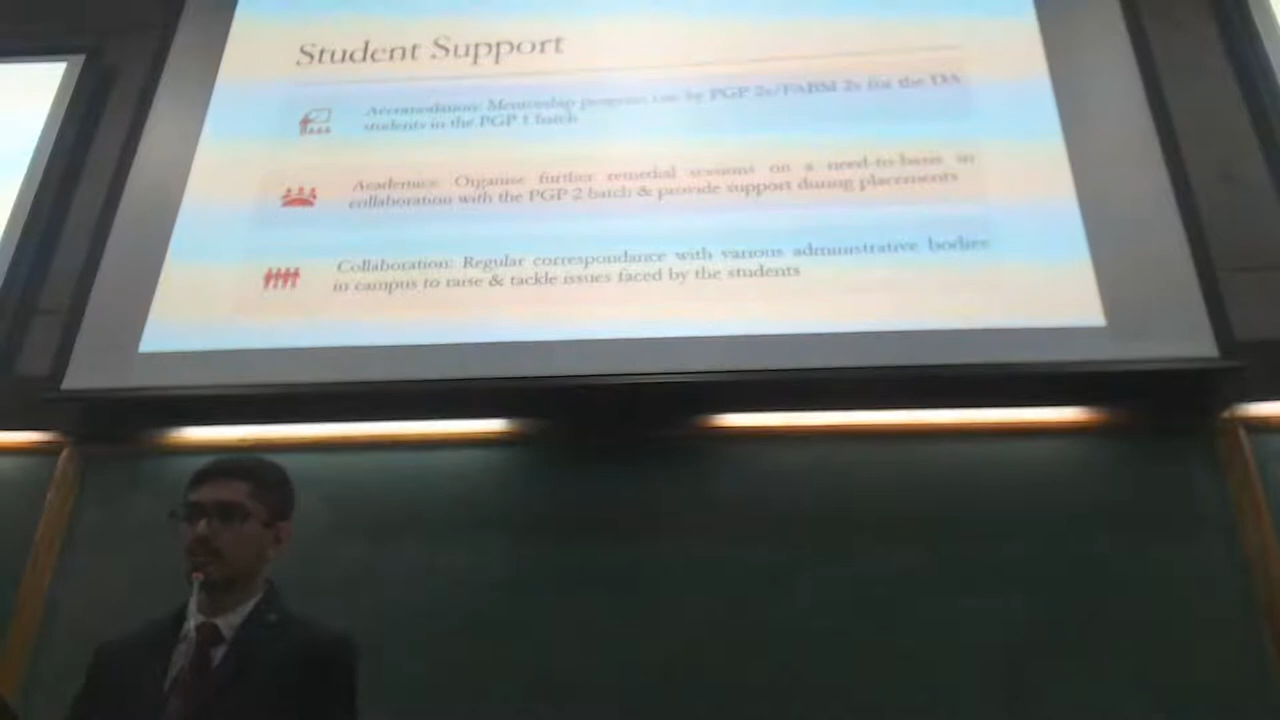 Student Support
Accomodation: Mentorship program run by PGP 2s/FABM 2s for the DA
students in the PGP 1 batch
Academics: Organise further remedial sessions on a need-to-basis in
collaboration with the PGP 2 batch & provide support during placements
Collaboration: Regular correspondance with various administrative bodies
in campus to raise & tackle issues faced by the students